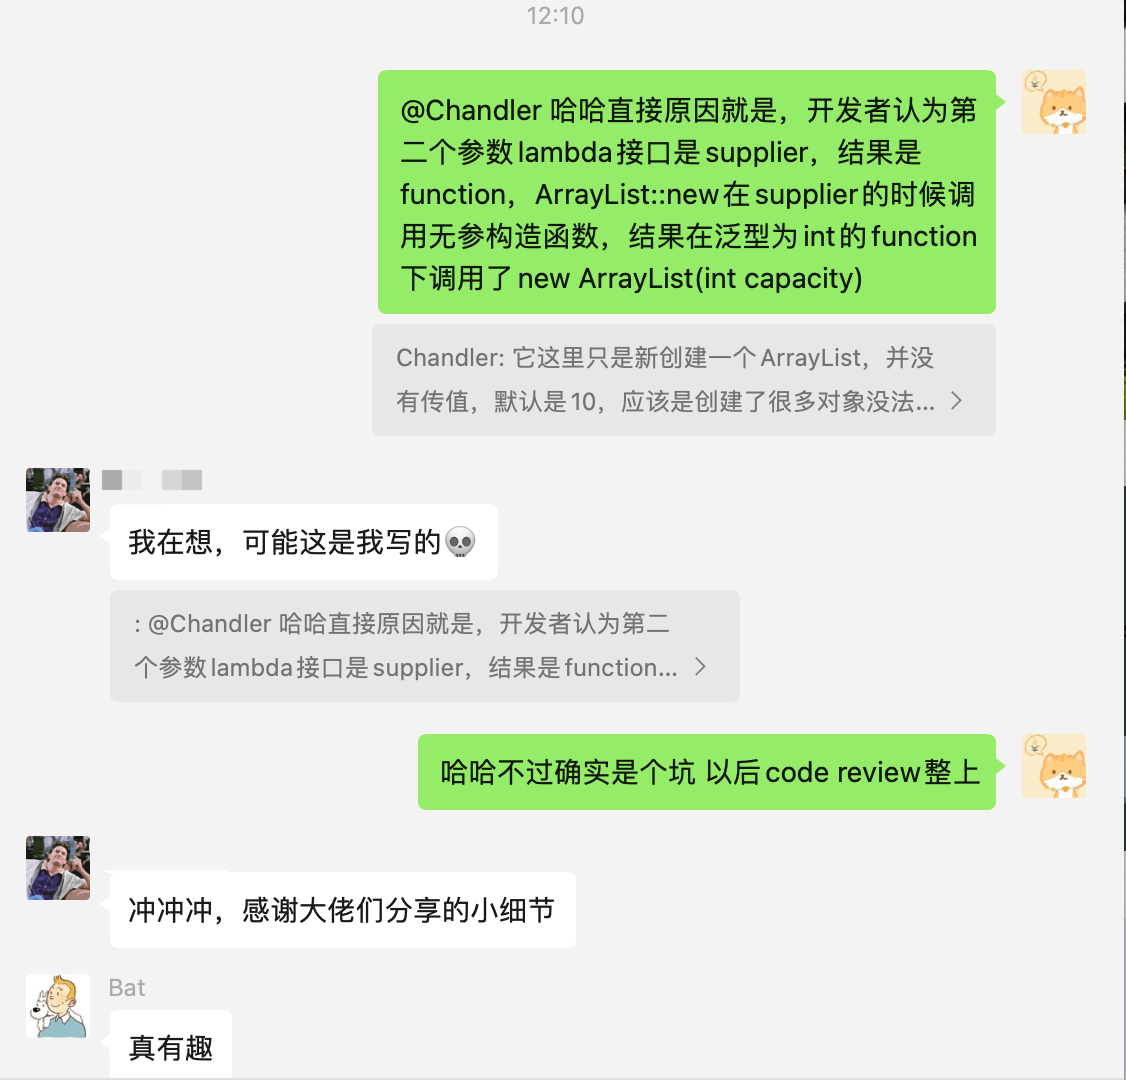 12:10
@Chandler 哈哈直接原因就是，开发者认为第
二个参数lambda接口是supplier，结果是
function，ArrayList::new在supplier的时候调
用无参构造函数，结果在泛型为int的function
下调用了new ArrayList(int capacity)
Chandler: 它这里只是新创建一个ArrayList，并没
有传值，默认是10，应该是创建了很多对象没法...
我在想，可能这是我写的💀
: @Chandler 哈哈直接原因就是，开发者认为第二
个参数lambda接口是supplier，结果是function...
哈哈不过确实是个坑 以后code review整上
冲冲冲，感谢大佬们分享的小细节
Bat
真有趣